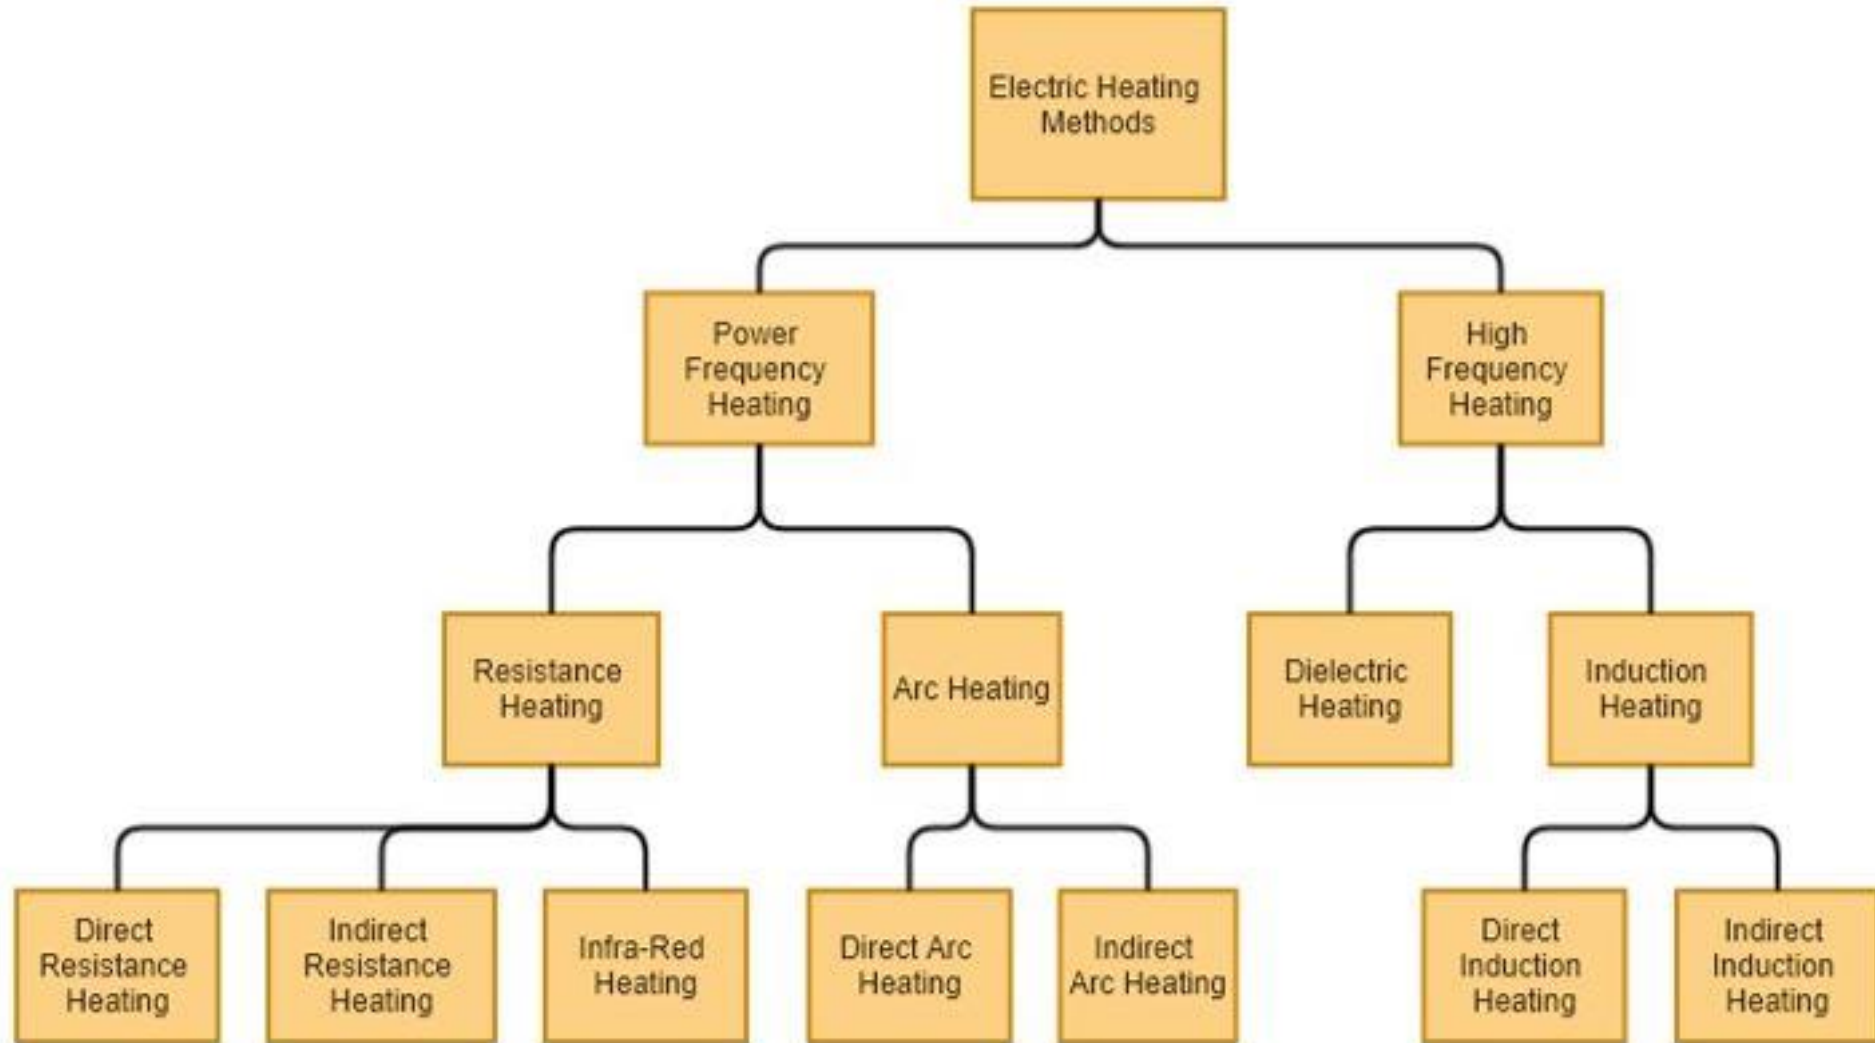 Electric Heating
Methods
Power
Frequency
Heating
High
Frequency
Heating
Resistance
Heating
Arc Heating
Dielectric
Heating
Induction
Heating
Direct
Resistance
Heating
Indirect
Resistance
Heating
Infra-Red
Heating
Direct Arc
Heating
Indirect
Arc Heating
Direct
Induction
Heating
Indirect
Induction
Heating